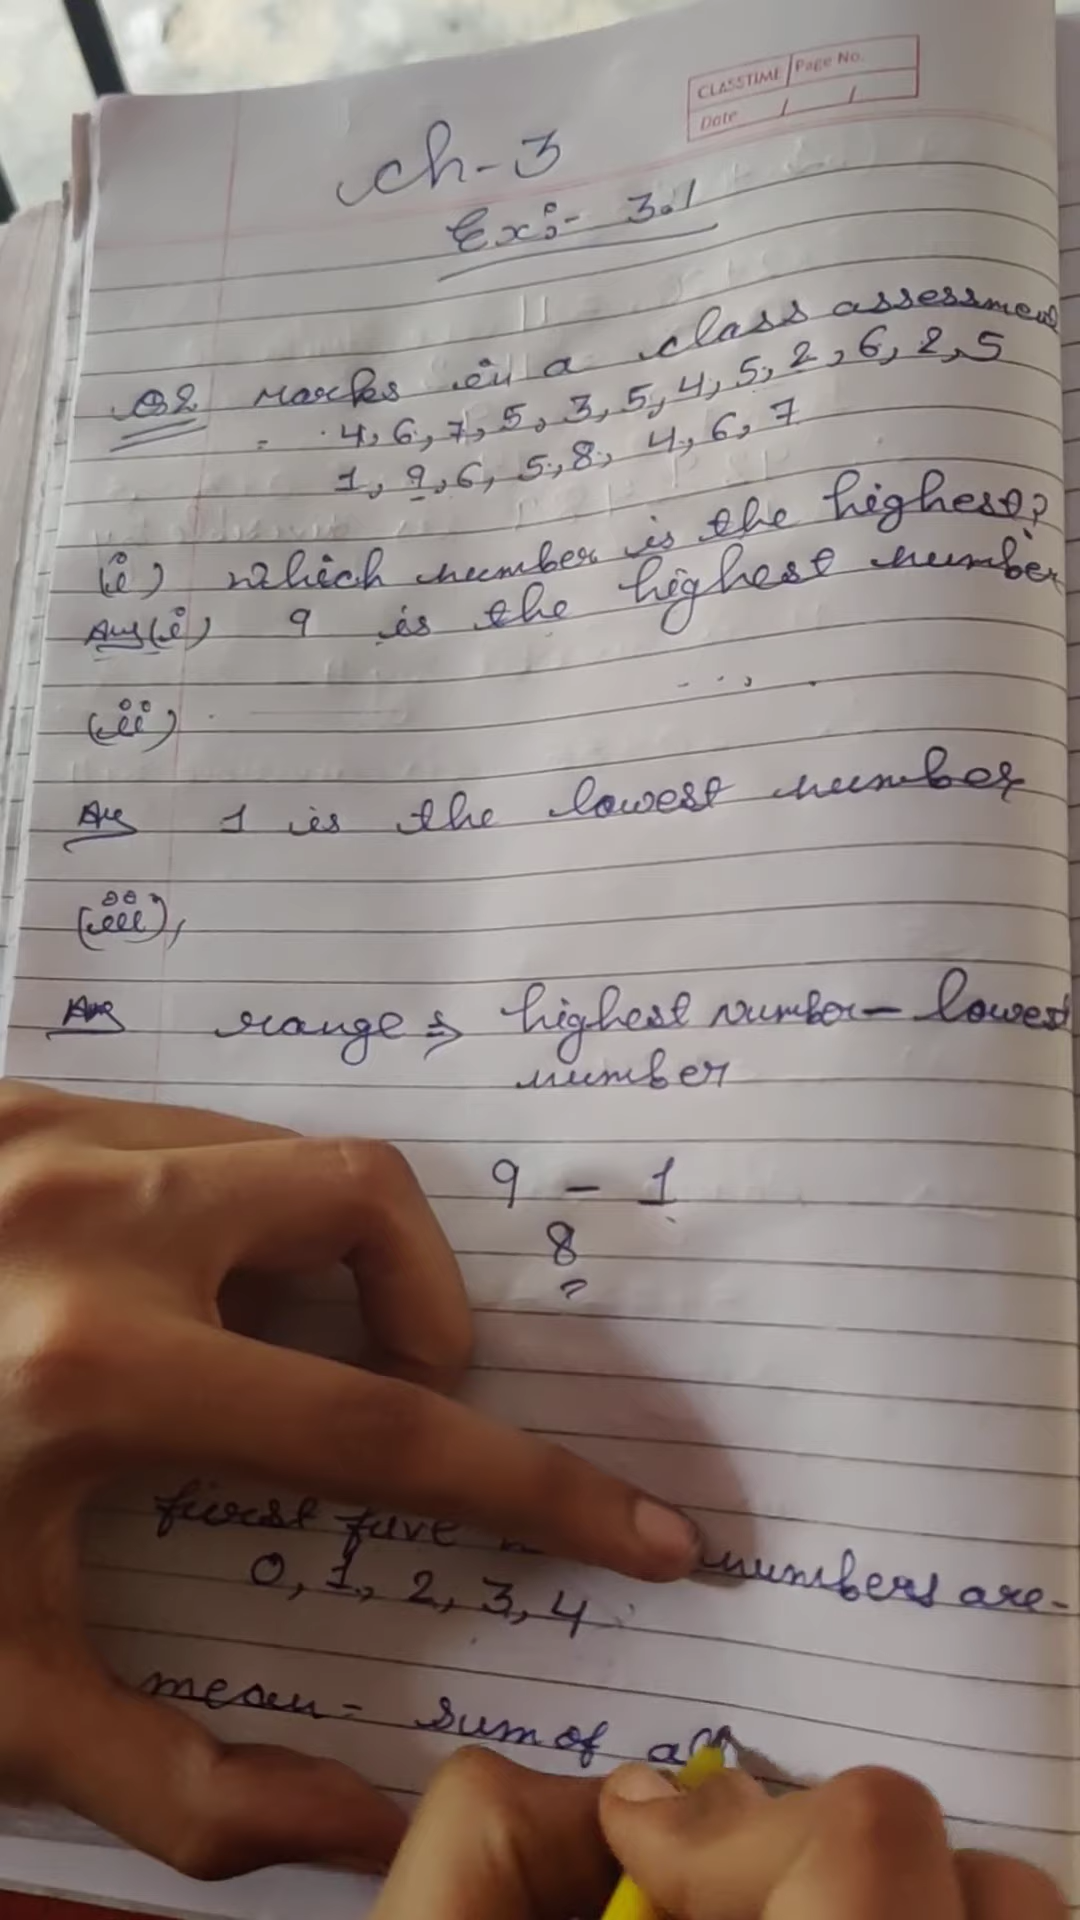 CLASSTIME Page No.
Date / /
Ch-3
Ex:- 3.1
Q2 Marks in a class assessment
= 4, 6, 7, 5, 3, 5, 4, 5, 2, 6, 2, 5
1, 9, 6, 5, 8, 4, 6, 7
(i) Which number is the highest?
Ans(i) 9 is the highest number
(ii)
Ans 1 is the lowest number
(iii),
Ans range ⇒ highest number - lowest
number
9 - 1
8
first five numbers are-
0, 1, 2, 3, 4
mean = sum of all